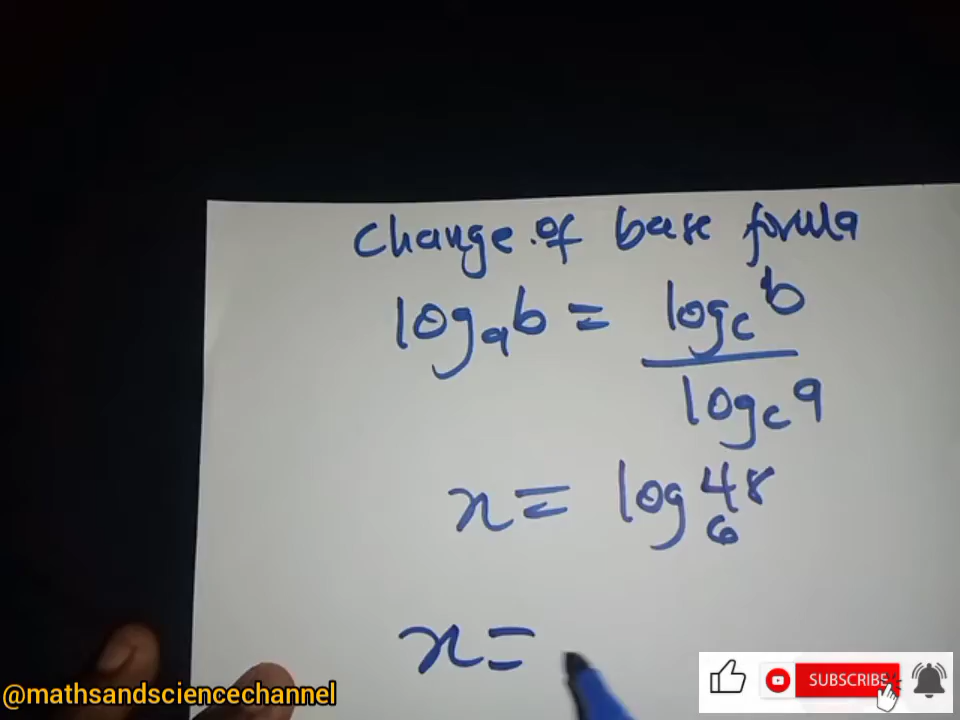 Change of base forula
log_a b = log_c b / log_c a
x = log_6 48
x =
SUBSCRIBE
@mathsandsciencechannel